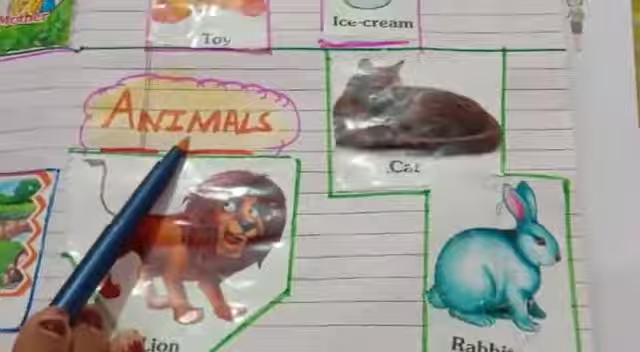 Mother
Toy
Ice-cream
ANIMALS
Cat
Lion
Rabbit